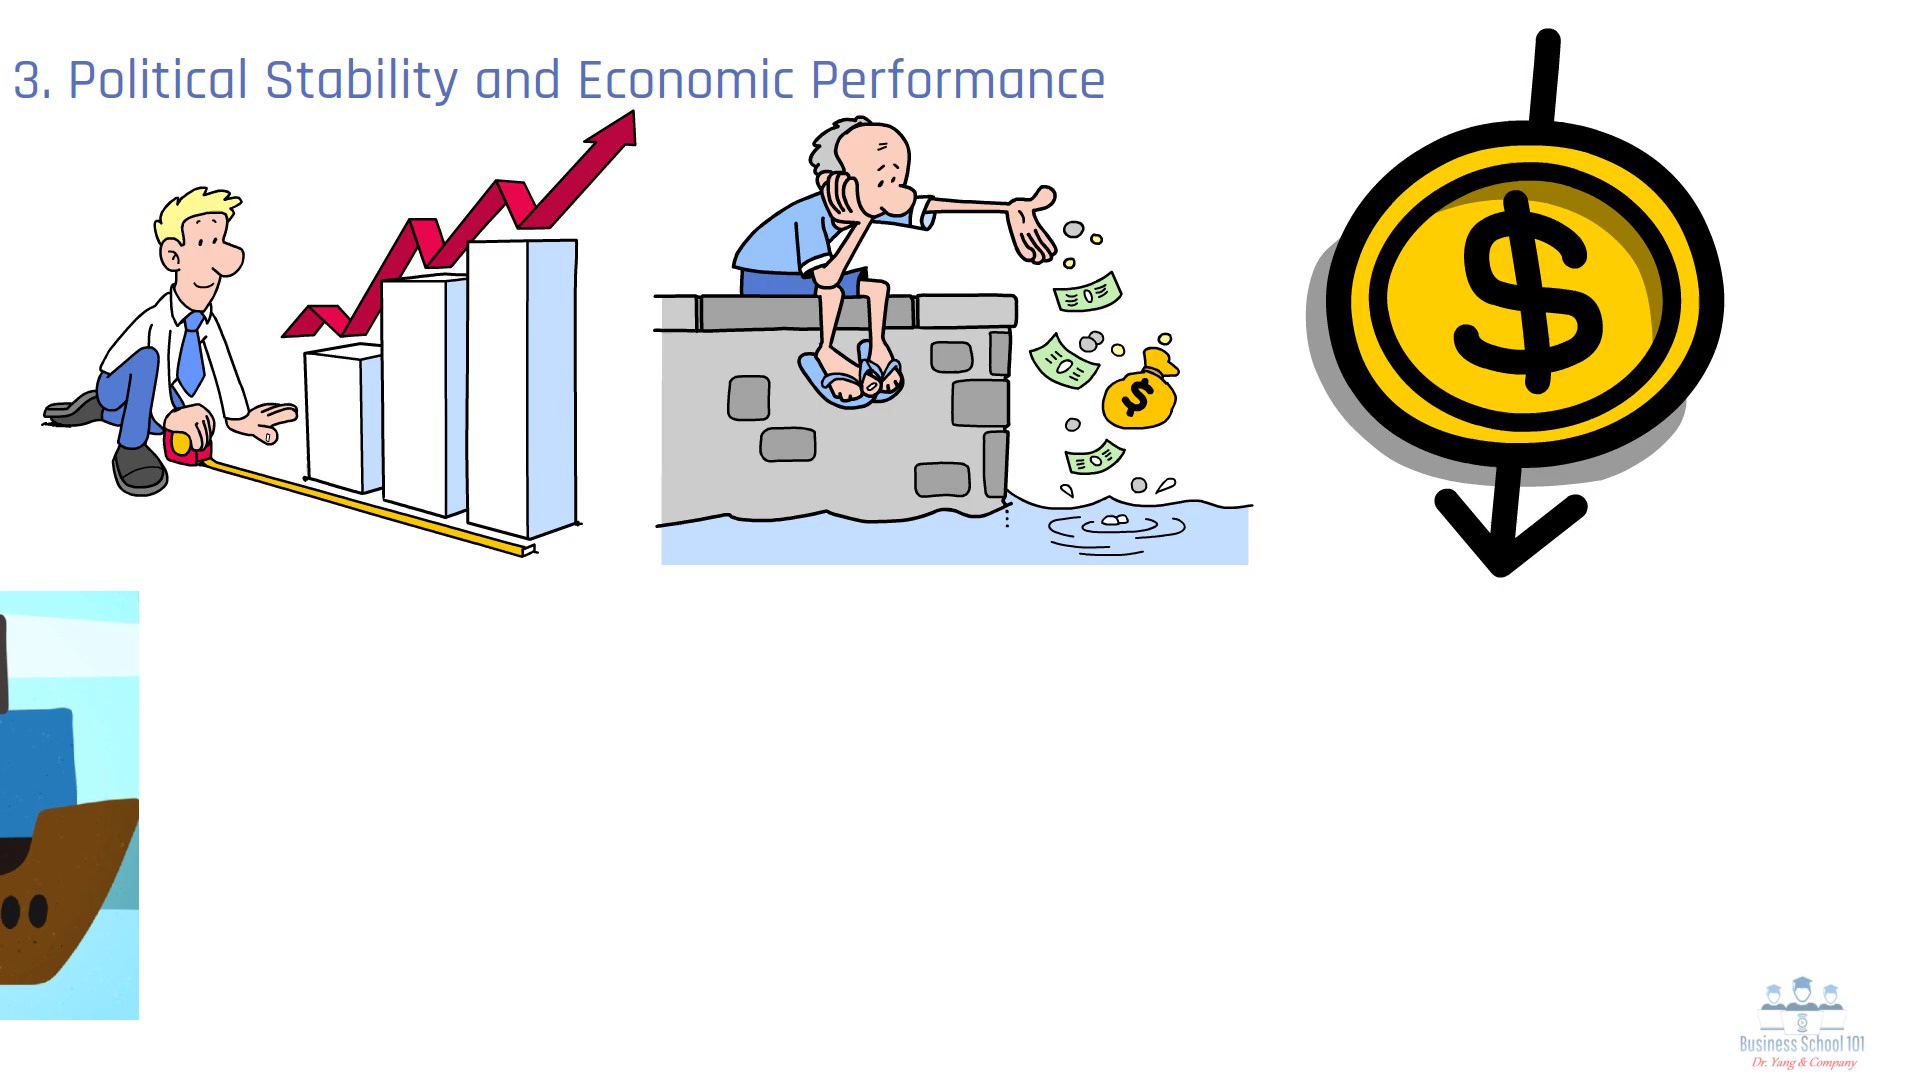 3. Political Stability and Economic Performance
$
$
Business School 101
Dr. Yang & Company